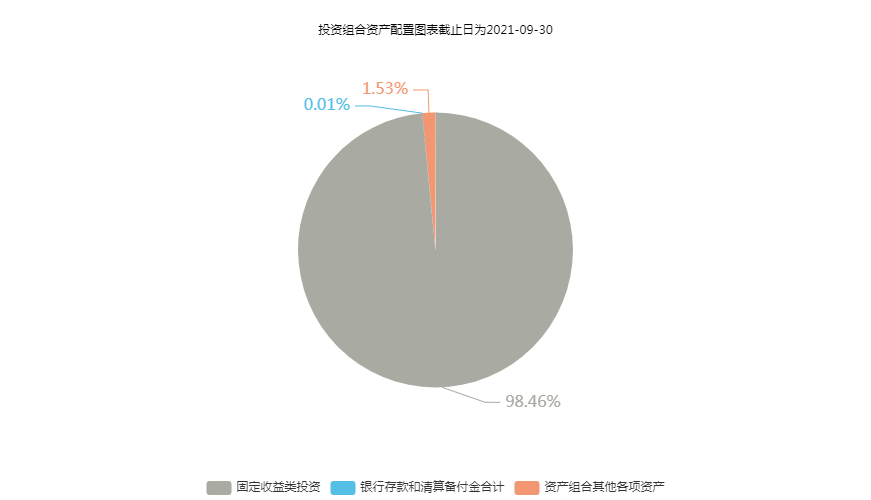 投资组合资产配置图表截止日为2021-09-30
1.53%
0.01%
98.46%
固定收益类投资 银行存款和清算备付金合计 资产组合其他各项资产